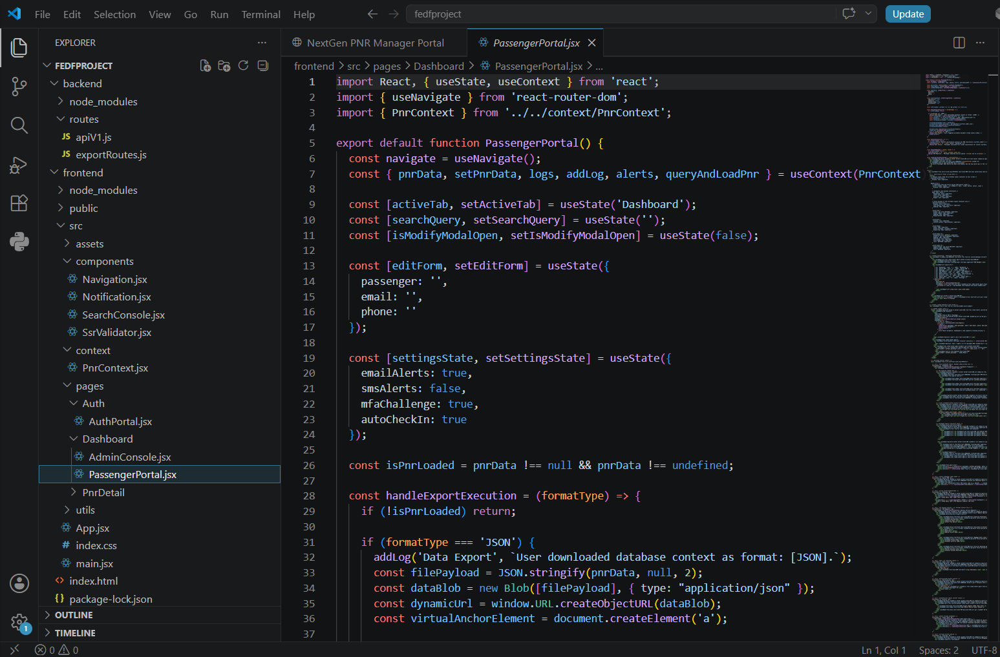 File Edit Selection View Go Run Terminal Help
fedfproject
Update
EXPLORER
FEDFPROJECT
backend
node_modules
routes
JS apiV1.js
JS exportRoutes.js
frontend
node_modules
public
src
assets
components
Navigation.jsx
Notification.jsx
SearchConsole.jsx
SsrValidator.jsx
context
PnrContext.jsx
pages
Auth
AuthPortal.jsx
Dashboard
AdminConsole.jsx
PassengerPortal.jsx
PnrDetail
utils
App.jsx
# index.css
main.jsx
<> index.html
{} package-lock.json
OUTLINE
TIMELINE
1
NextGen PNR Manager Portal
PassengerPortal.jsx
frontend > src > pages > Dashboard > PassengerPortal.jsx > ...
1 import React, { useState, useContext } from 'react';
2 import { useNavigate } from 'react-router-dom';
3 import { PnrContext } from '../../context/PnrContext';
4
5 export default function PassengerPortal() {
6 const navigate = useNavigate();
7 const { pnrData, setPnrData, logs, addLog, alerts, queryAndLoadPnr } = useContext(PnrContext
8
9 const [activeTab, setActiveTab] = useState('Dashboard');
10 const [searchQuery, setSearchQuery] = useState('');
11 const [isModifyModalOpen, setIsModifyModalOpen] = useState(false);
12
13 const [editForm, setEditForm] = useState({
14 passenger: '',
15 email: '',
16 phone: ''
17 });
18
19 const [settingsState, setSettingsState] = useState({
20 emailAlerts: true,
21 smsAlerts: false,
22 mfaChallenge: true,
23 autoCheckIn: true
24 });
25
26 const isPnrLoaded = pnrData !== null && pnrData !== undefined;
27
28 const handleExportExecution = (formatType) => {
29 if (!isPnrLoaded) return;
30
31 if (formatType === 'JSON') {
32 addLog('Data Export', `User downloaded database context as format: [JSON].`);
33 const filePayload = JSON.stringify(pnrData, null, 2);
34 const dataBlob = new Blob([filePayload], { type: "application/json" });
35 const dynamicUrl = window.URL.createObjectURL(dataBlob);
36 const virtualAnchorElement = document.createElement('a');
37
0 0
Ln 1, Col 1 Spaces: 2 UTF-8